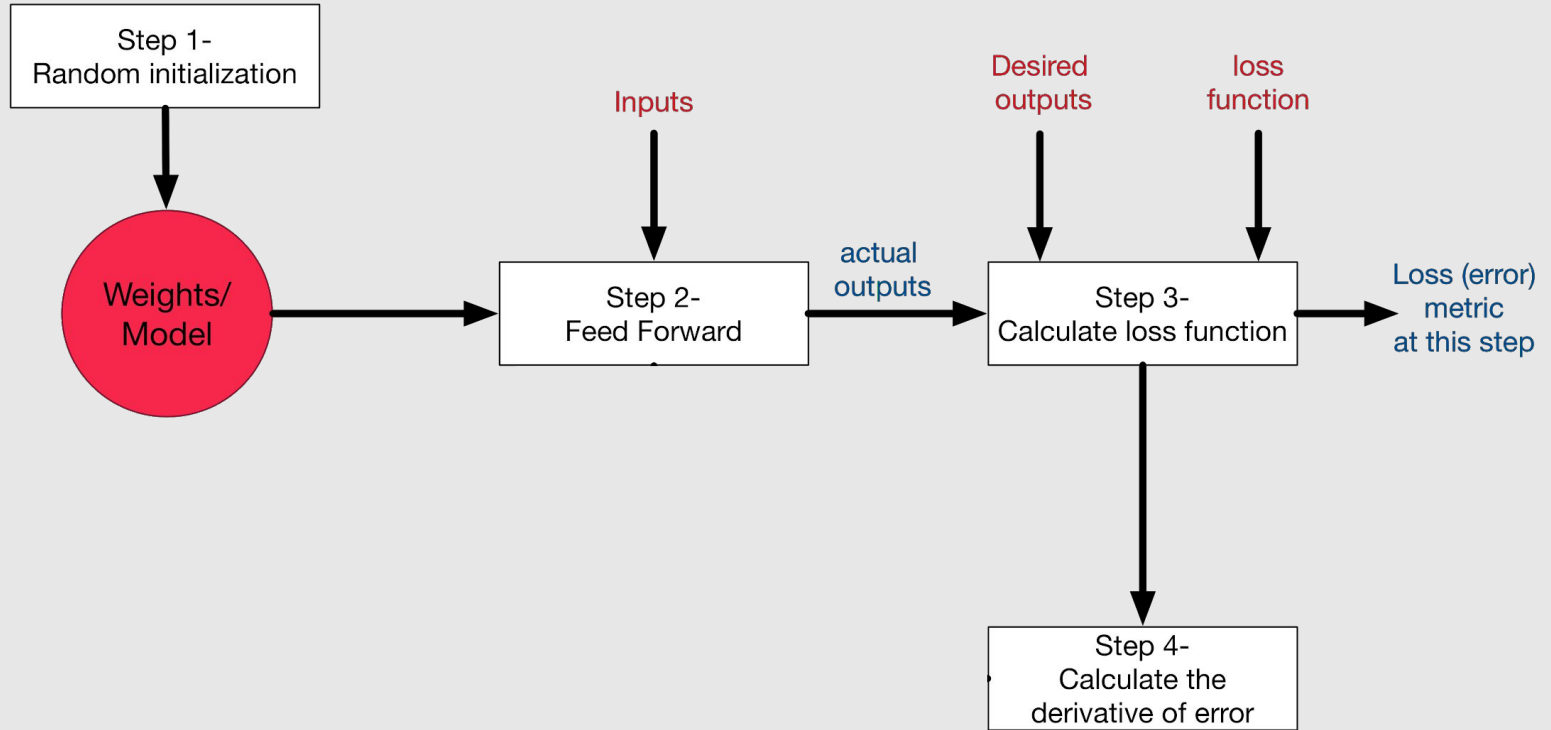 Step 1-
Random initialization
Inputs
Desired
outputs
loss
function
Weights/
Model
Step 2-
Feed Forward
actual
outputs
Step 3-
Calculate loss function
Loss (error)
metric
at this step
Step 4-
Calculate the
derivative of error